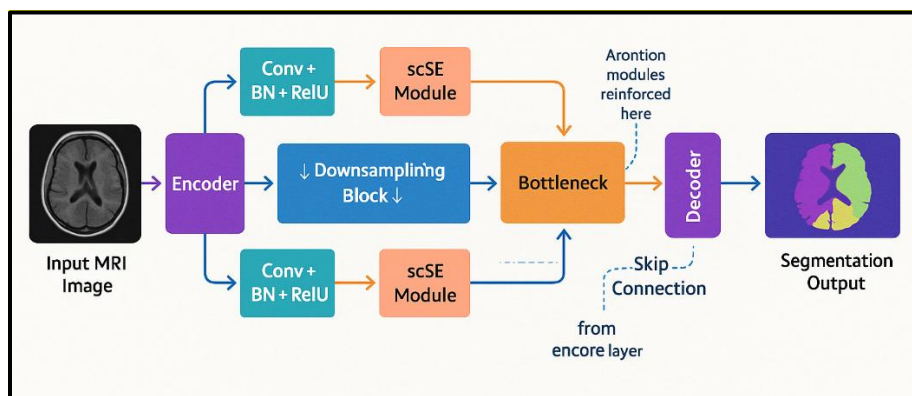 Input MRI
Image
Encoder
Conv +
BN + RelU
scSE
Module
↓ Downsampling
Block ↓
Conv +
BN + RelU
scSE
Module
Bottleneck
Arontion
modules
reinforced
here
Decoder
Skip
Connection
from
encore layer
Segmentation
Output